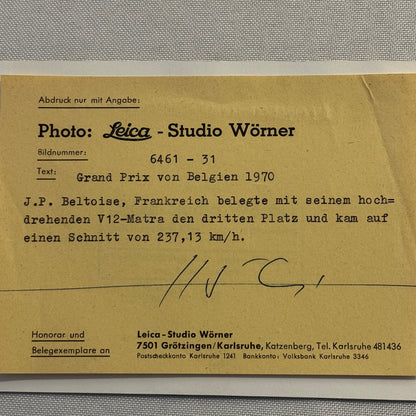 Abdruck nur mit Angabe:
Photo: Leica - Studio Wörner
Bildnummer: 6461 - 31
Text: Grand Prix von Belgien 1970
J.P. Beltoise, Frankreich belegte mit seinem hoch-
drehenden V12-Matra den dritten Platz und kam auf
einen Schnitt von 237,13 km/h.
Honorar und
Belegexemplare an
Leica-Studio Wörner
7501 Grötzingen/Karlsruhe, Katzenberg, Tel. Karlsruhe 481436
Postscheckkonto Karlsruhe 1241 Bankkonto: Volksbank Karlsruhe 3346